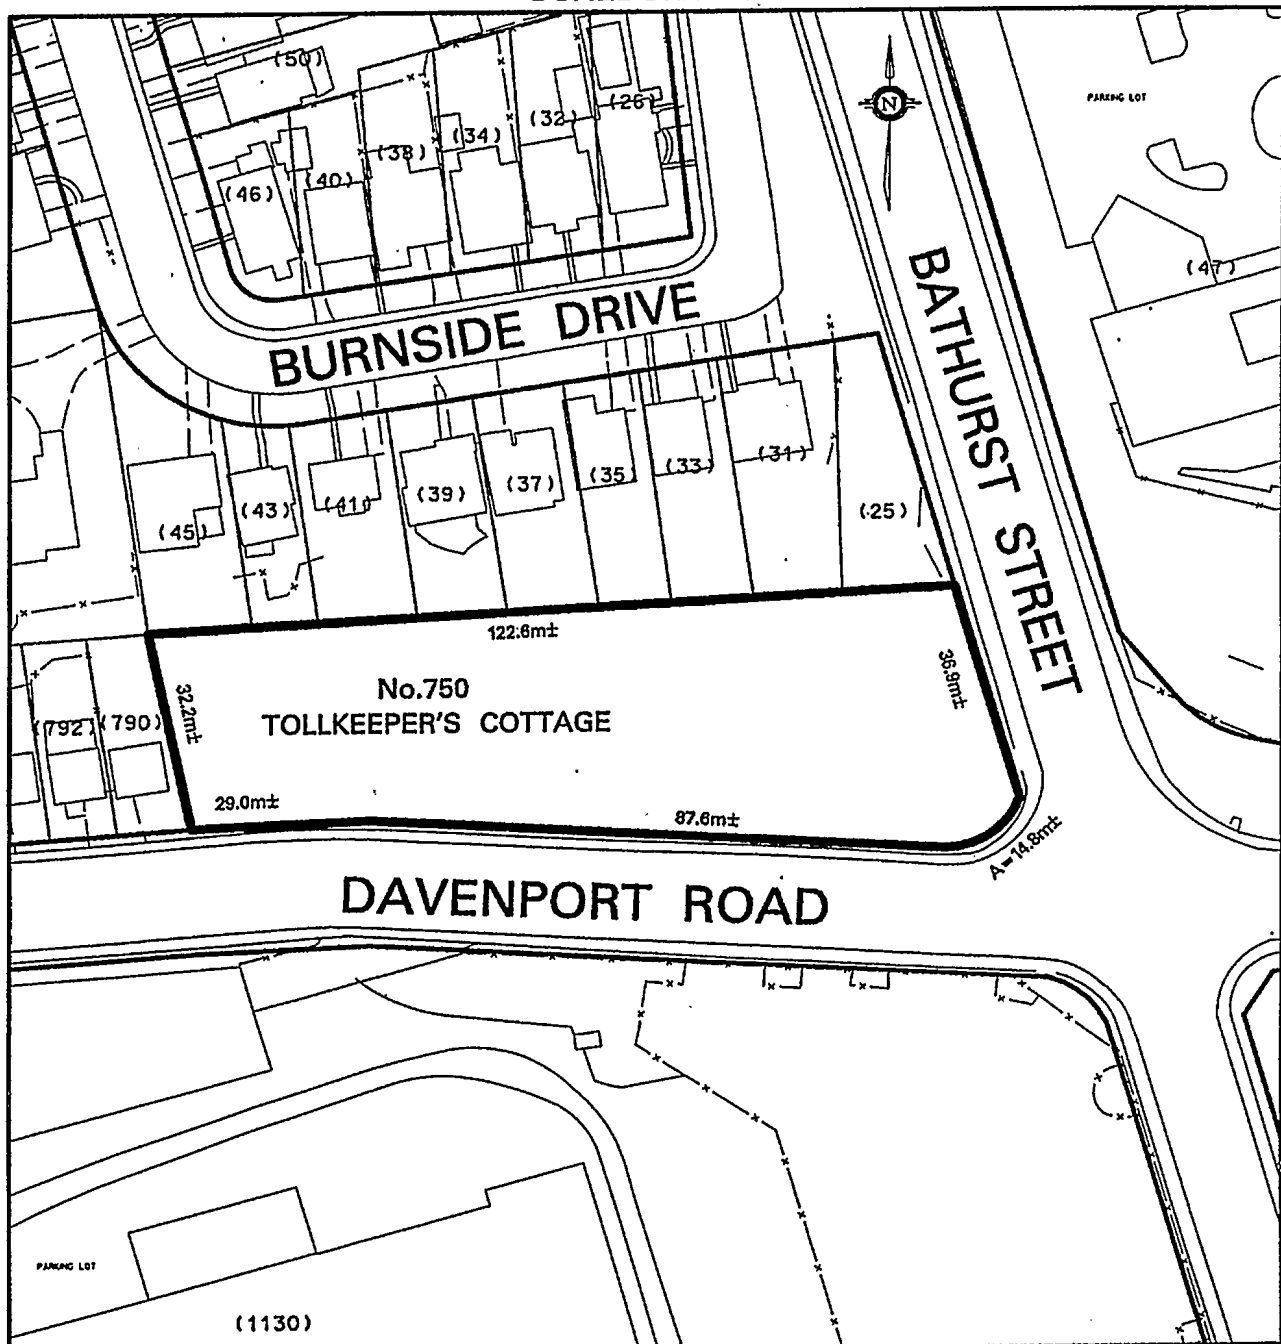 (50)
(32)
(26)
(34)
(38)
(40)
(46)
N
PARKING LOT
(47)
BURNSIDE DRIVE
BATHURST STREET
(45)
(43)
(41)
(39)
(37)
(35)
(33)
(31)
(25)
122.6m±
36.9m±
32.2m±
No.750
TOLLKEEPER'S COTTAGE
(792)
(790)
29.0m±
87.6m±
A=14.8m±
DAVENPORT ROAD
PARKING LOT
(1130)